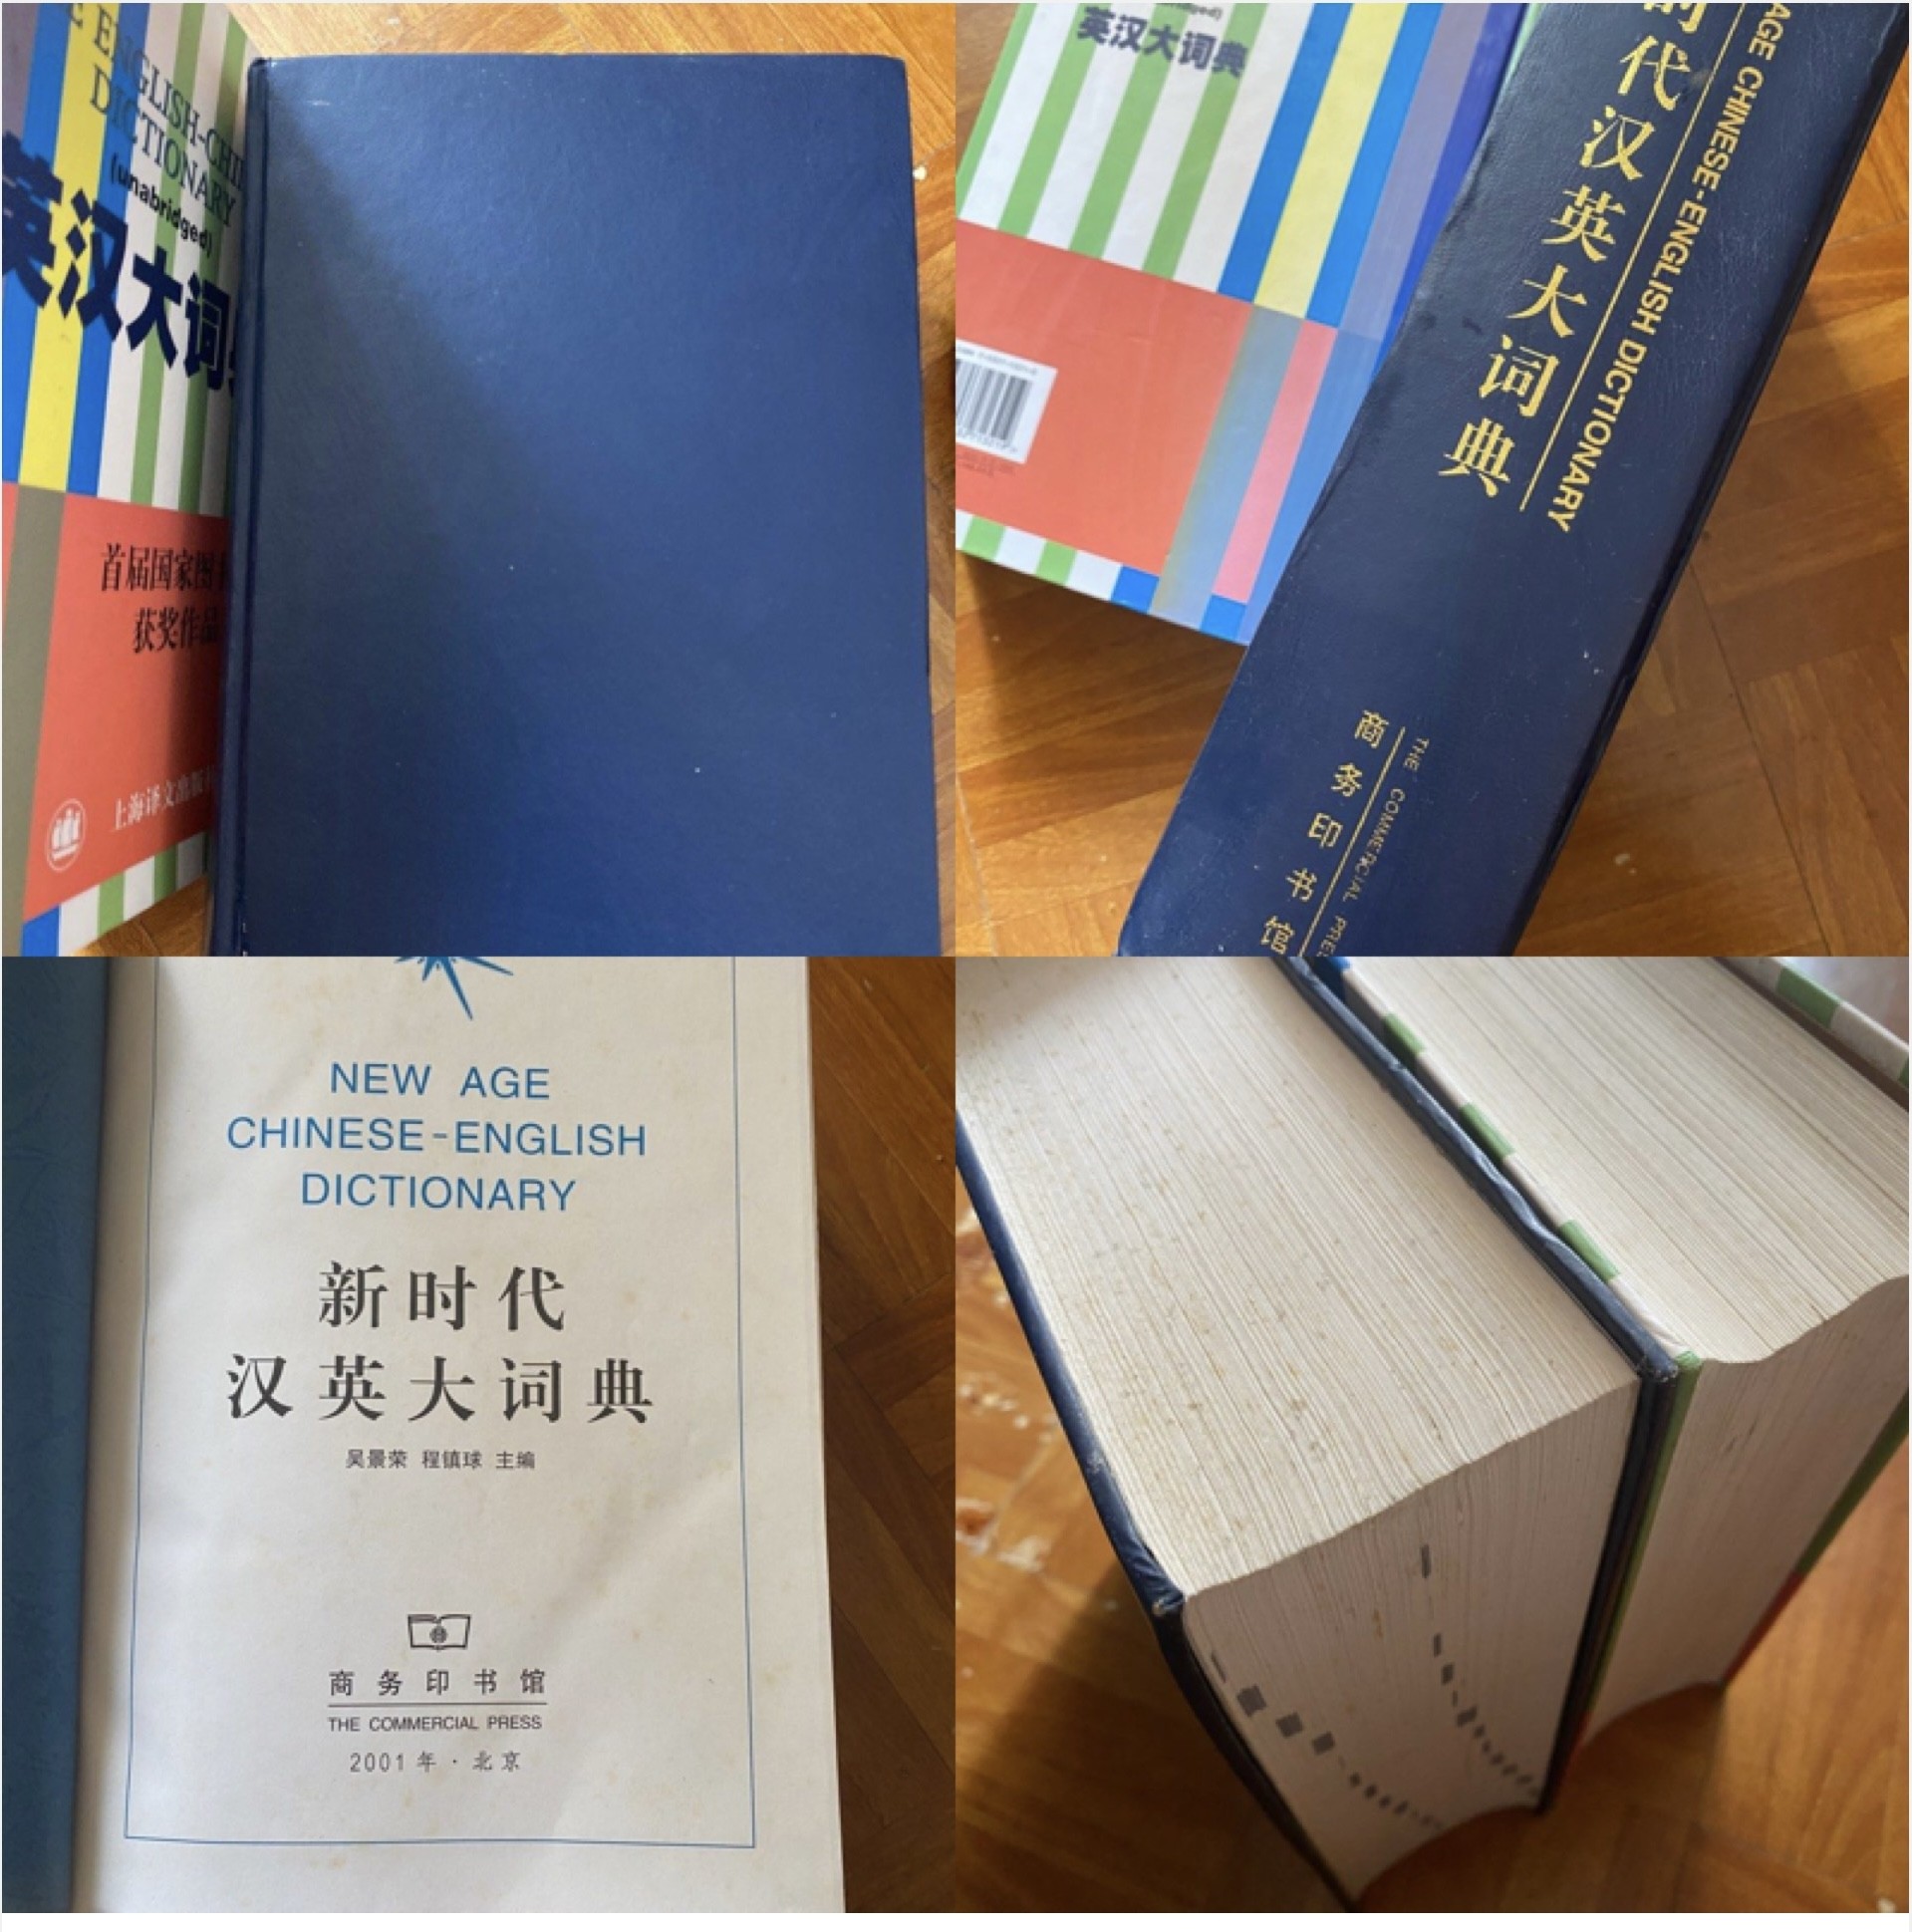 ENGLISH-CHI
DICTIONARY
(unabridged)
英汉大词
首届国家图
获奖作品
上海译文出版
英汉大词典
时代汉英大词典
AGE CHINESE-ENGLISH DICTIONARY
商务印书馆
THE COMMERCIAL PRES
NEW AGE
CHINESE-ENGLISH
DICTIONARY
新时代
汉英大词典
吴景荣 程镇球 主编
商务印书馆
THE COMMERCIAL PRESS
2001年·北京